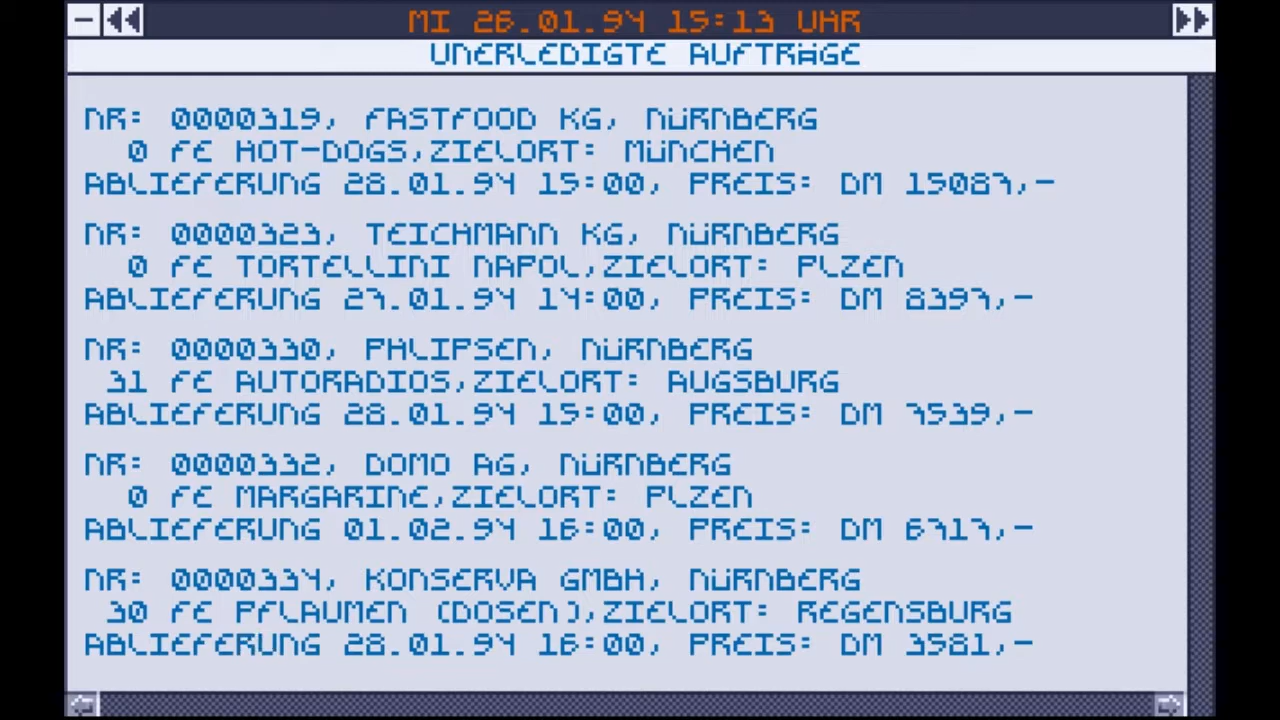 MI 26.01.94 15:13 UHR
UNERLEDIGTE AUFTRÄGE
NR: 0000319, FASTFOOD KG, NÜRNBERG
0 FE HOT-DOGS,ZIELORT: MÜNCHEN
ABLIEFERUNG 28.01.94 15:00, PREIS: DM 15087,-
NR: 0000323, TEICHMANN KG, NÜRNBERG
0 FE TORTELLINI NAPOL,ZIELORT: PLZEN
ABLIEFERUNG 27.01.94 14:00, PREIS: DM 8397,-
NR: 0000330, PHLIPSEN, NÜRNBERG
31 FE AUTORADIOS,ZIELORT: AUGSBURG
ABLIEFERUNG 28.01.94 15:00, PREIS: DM 7539,-
NR: 0000332, DOMO AG, NÜRNBERG
0 FE MARGARINE,ZIELORT: PLZEN
ABLIEFERUNG 01.02.94 16:00, PREIS: DM 6717,-
NR: 0000334, KONSERVA GMBH, NÜRNBERG
30 FE PFLAUMEN (DOSEN),ZIELORT: REGENSBURG
ABLIEFERUNG 28.01.94 16:00, PREIS: DM 3981,-